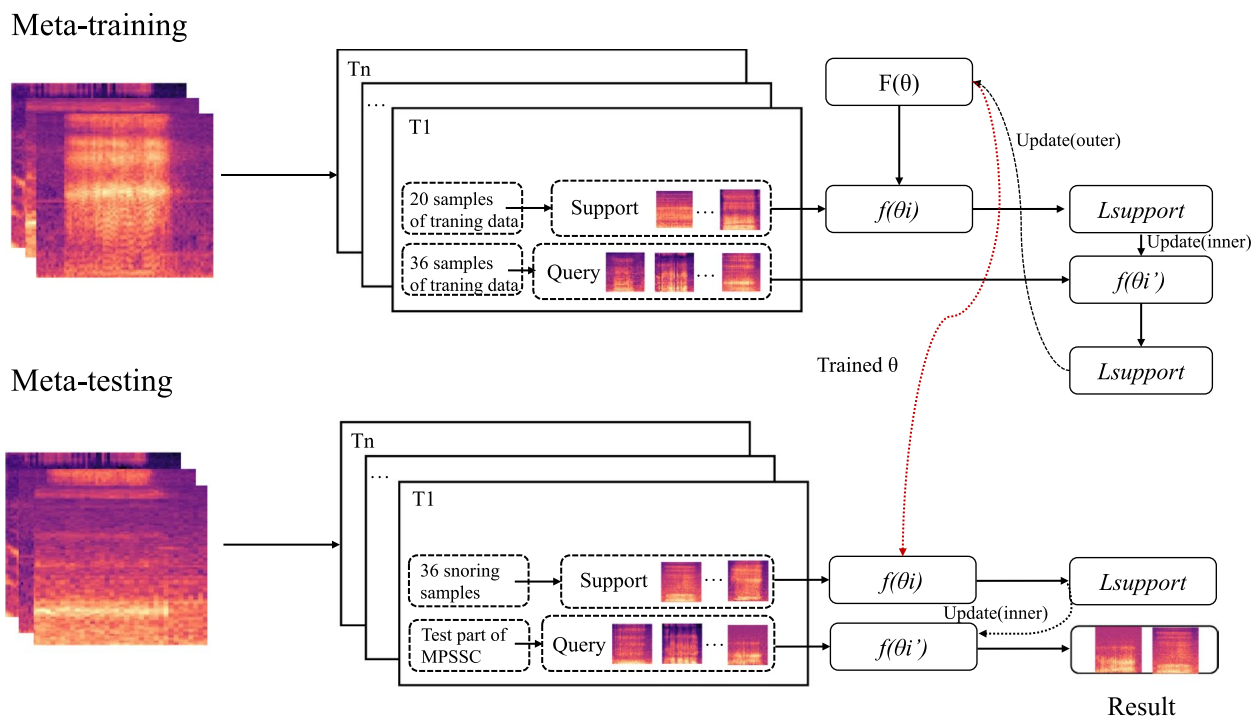 Meta-training
Tn
...
T1
20 samples
of traning data
Support
...
36 samples
of traning data
Query
...
F(θ)
Update(outer)
f(θi)
Lsupport
Update(inner)
f(θi')
Lsupport
Trained θ
Meta-testing
Tn
...
T1
36 snoring
samples
Support
...
Test part of
MPSSC
Query
...
f(θi)
Lsupport
Update(inner)
f(θi')
Result